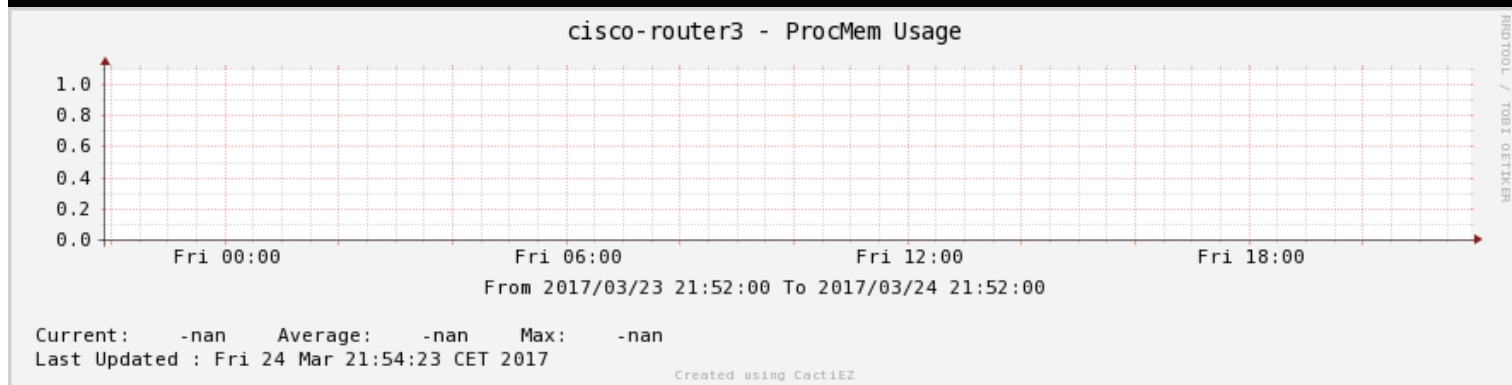 cisco-router3 - ProcMem Usage
RRDTOOL / TOBI OETIKER
1.0
0.8
0.6
0.4
0.2
0.0
Fri 00:00 Fri 06:00 Fri 12:00 Fri 18:00
From 2017/03/23 21:52:00 To 2017/03/24 21:52:00
Current: -nan Average: -nan Max: -nan
Last Updated : Fri 24 Mar 21:54:23 CET 2017
Created using CactiEZ